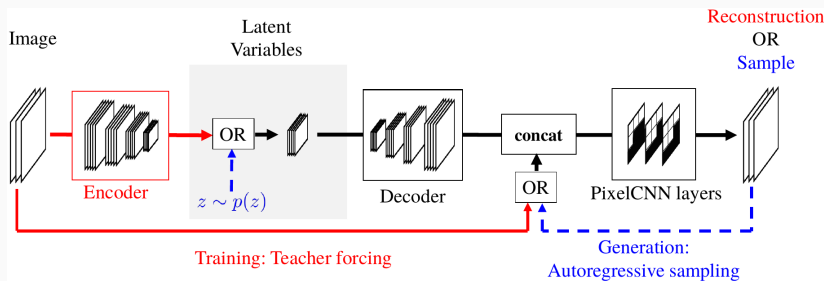 Image
Latent
Variables
Reconstruction
OR
Sample
Encoder
OR
z ∼ p(z)
Decoder
concat
OR
PixelCNN layers
Training: Teacher forcing
Generation:
Autoregressive sampling